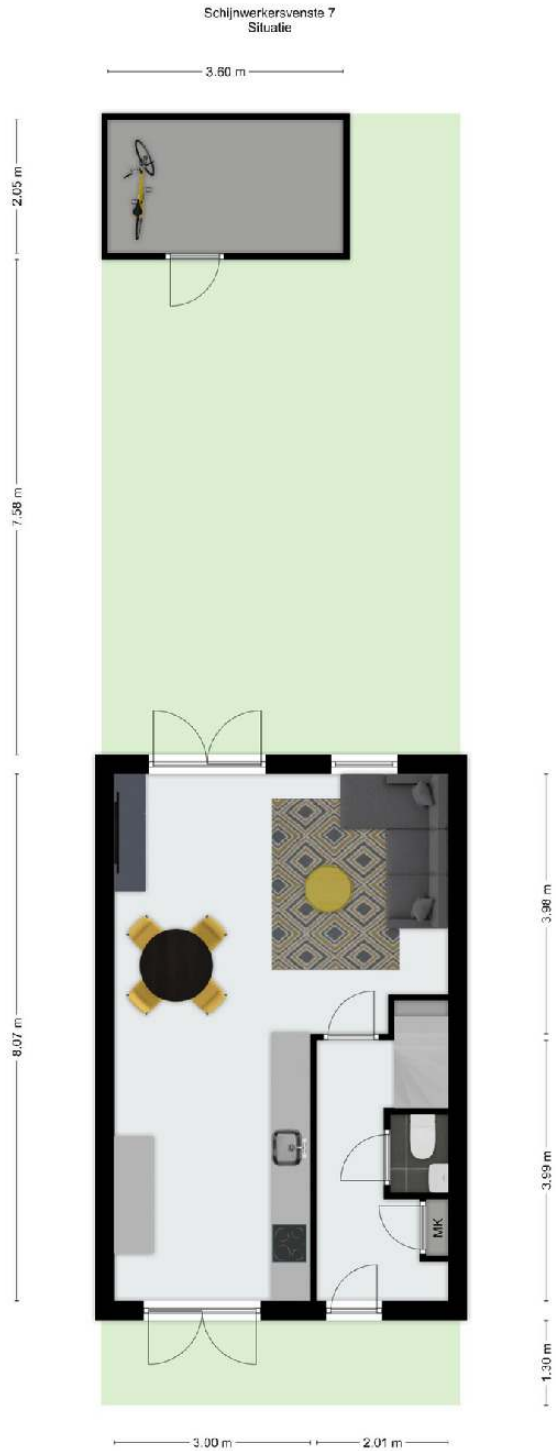 Schijnwerkersvenste 7
Situatie
3.60 m
2.05 m
7.58 m
8.07 m
3.98 m
3.99 m
MK
1.30 m
3.00 m
2.01 m